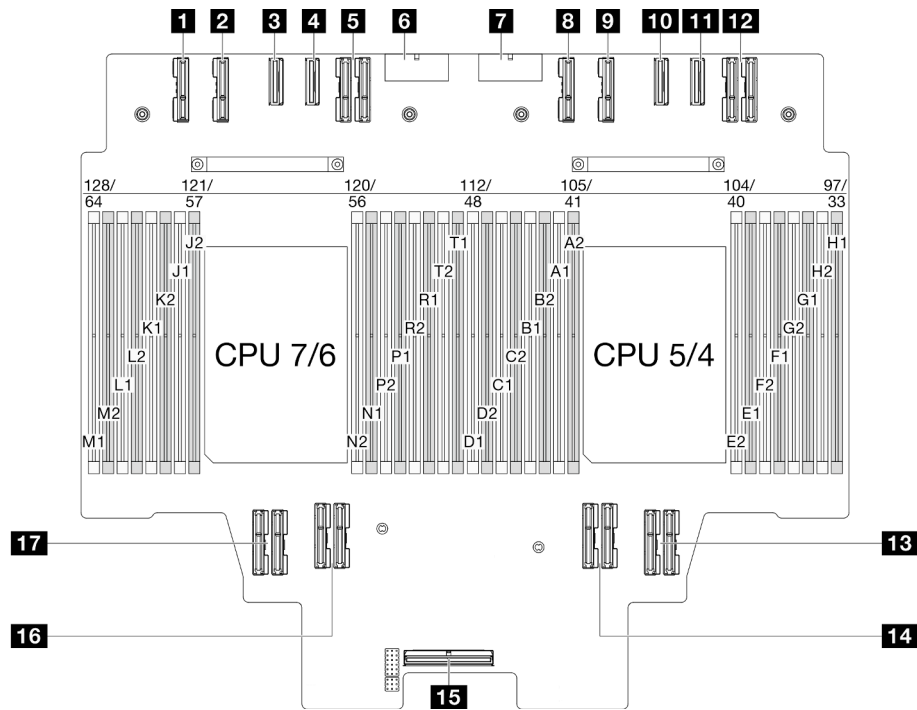 1 2 3 4 5 6 7 8 9 10 11 12
128/ 121/ 120/ 112/ 105/ 104/ 97/
64 57 56 48 41 40 33
J2 T1 A2 H1
J1 T2 A1 H2
K2 R1 B2 G1
K1 R2 B1 G2
CPU 7/6 CPU 5/4
L2 P1 C2 F1
L1 P2 C1 F2
M2 N1 D2 E1
M1 N2 D1 E2
17 13
16 14
15